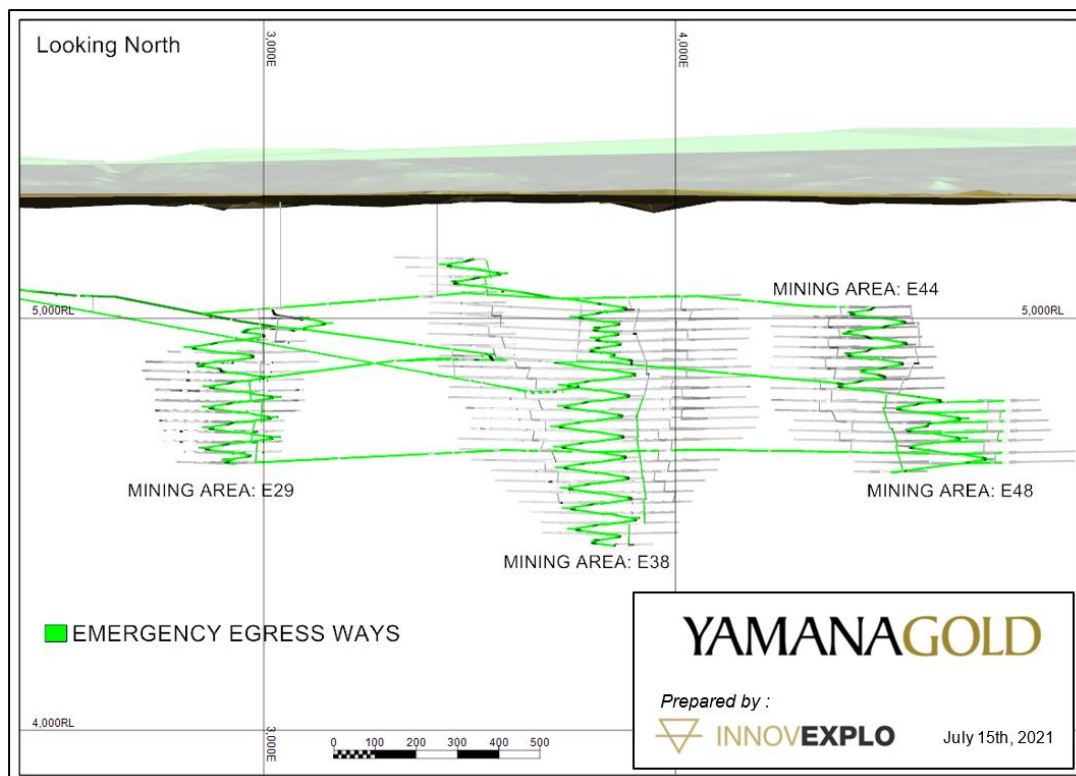 Looking North
3,000E
4,000E
MINING AREA: E44
5,000RL
5,000RL
MINING AREA: E29
MINING AREA: E48
MINING AREA: E38
EMERGENCY EGRESS WAYS
YAMANAGOLD
Prepared by :
INNOVEXPLO
July 15th, 2021
4,000RL
3,000E
0 100 200 300 400 500